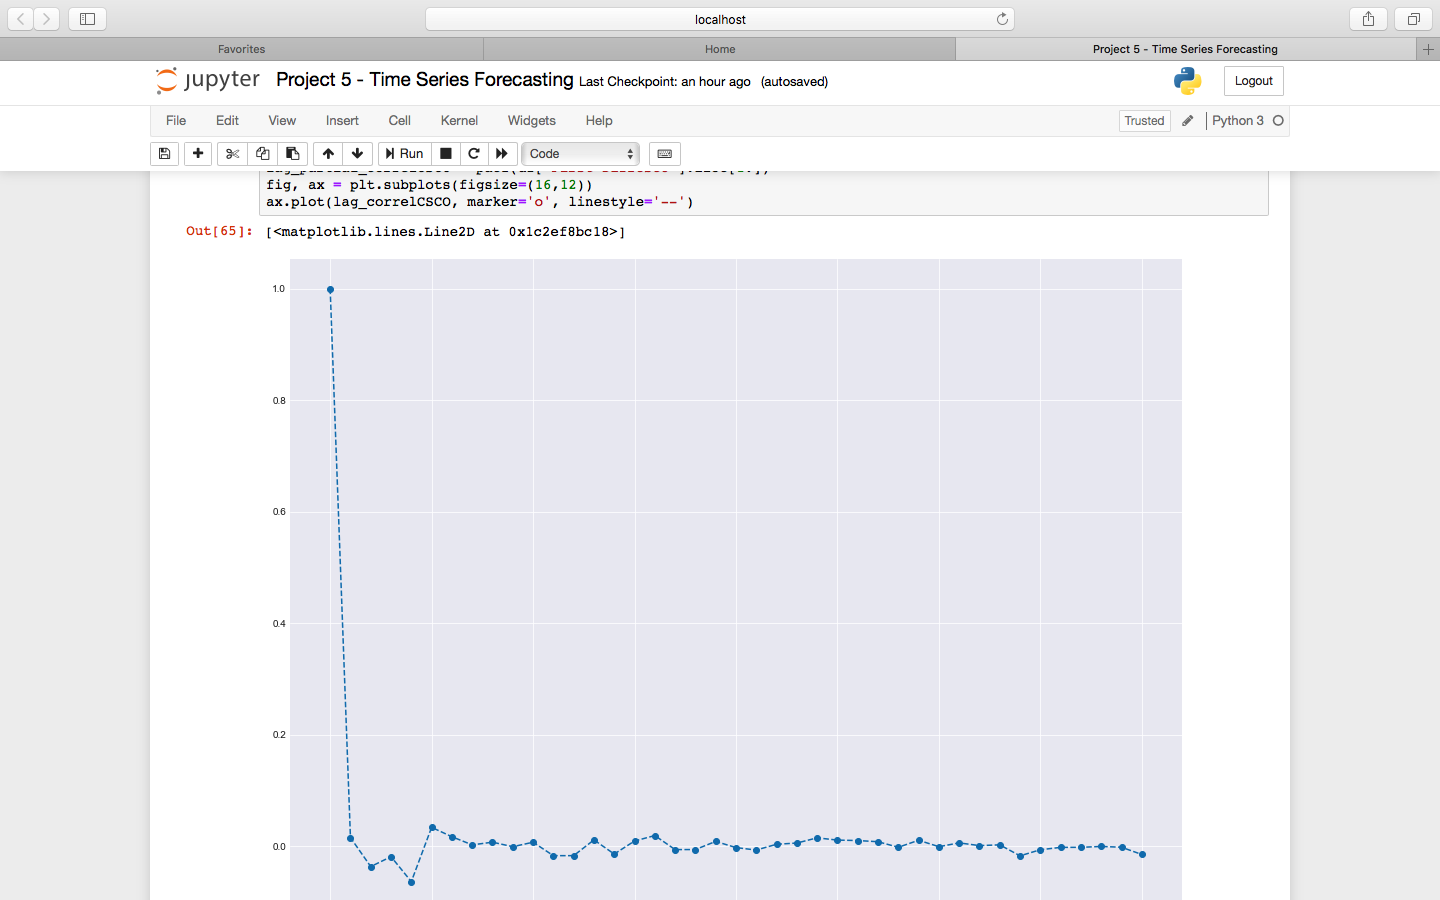 localhost
Favorites
Home
Project 5 - Time Series Forecasting
jupyter
Project 5 - Time Series Forecasting Last Checkpoint: an hour ago (autosaved)
Logout
File Edit View Insert Cell Kernel Widgets Help
Trusted
Python 3
Run
Code
fig, ax = plt.subplots(figsize=(16,12))
ax.plot(lag_correlCSCO, marker='o', linestyle='--')
Out[65]: [<matplotlib.lines.Line2D at 0x1c2ef8bc18>]
1.0
0.8
0.6
0.4
0.2
0.0